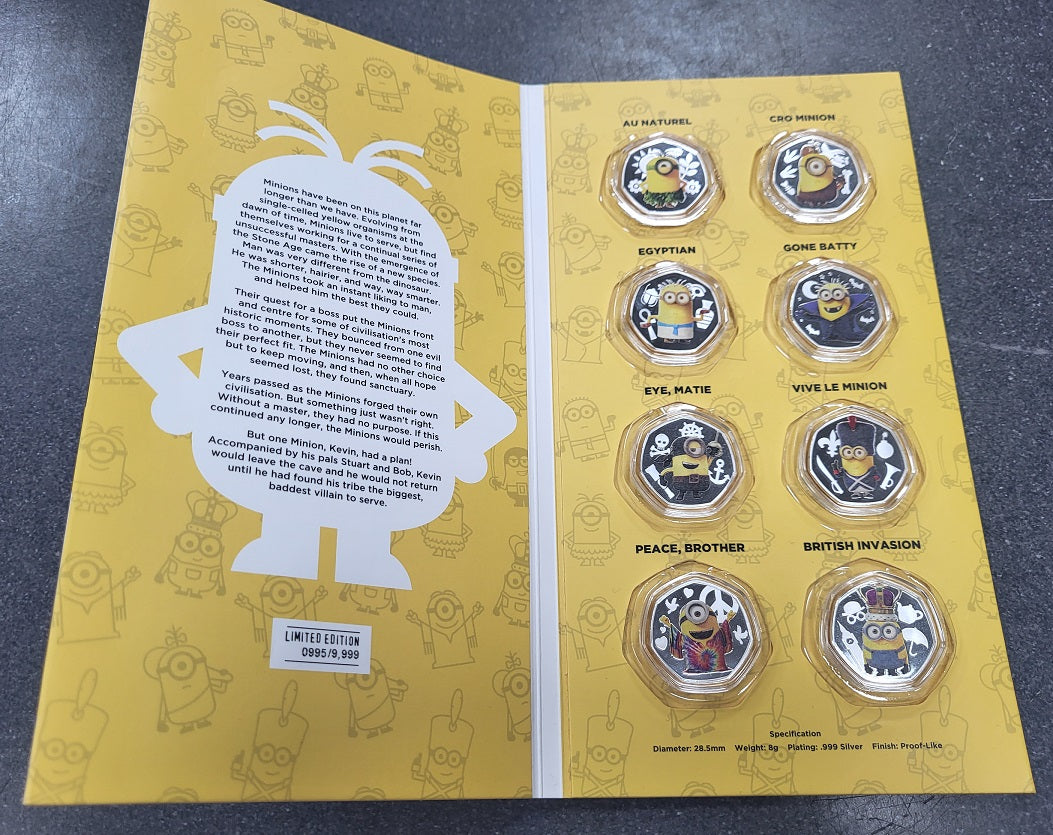 Minions have been on this planet far
longer than we have. Evolving from
single-celled yellow organisms at the
dawn of time, Minions live to serve, but find
themselves working for a continual series of
unsuccessful masters. With the emergence of
the Stone Age came the rise of a new species.
Man was very different from the dinosaur.
He was shorter, hairier, and way, way smarter.
The Minions took an instant liking to man,
and helped him the best they could.
Their quest for a boss put the Minions front
and centre for some of civilisation's most
historic moments. They bounced from one evil
boss to another, but they never seemed to find
their perfect fit. The Minions had no other choice
but to keep moving, and then, when all hope
seemed lost, they found sanctuary.
Years passed as the Minions forged their own
civilisation. But something just wasn't right.
Without a master, they had no purpose. If this
continued any longer, the Minions would perish.
But one Minion, Kevin, had a plan!
Accompanied by his pals Stuart and Bob, Kevin
would leave the cave and he would not return
until he had found his tribe the biggest,
baddest villain to serve.
LIMITED EDITION
0995/9,999
AU NATUREL
CRO MINION
EGYPTIAN
GONE BATTY
EYE, MATIE
VIVE LE MINION
PEACE, BROTHER
BRITISH INVASION
Specification
Diameter: 28.5mm Weight: 8g Plating: .999 Silver Finish: Proof-Like